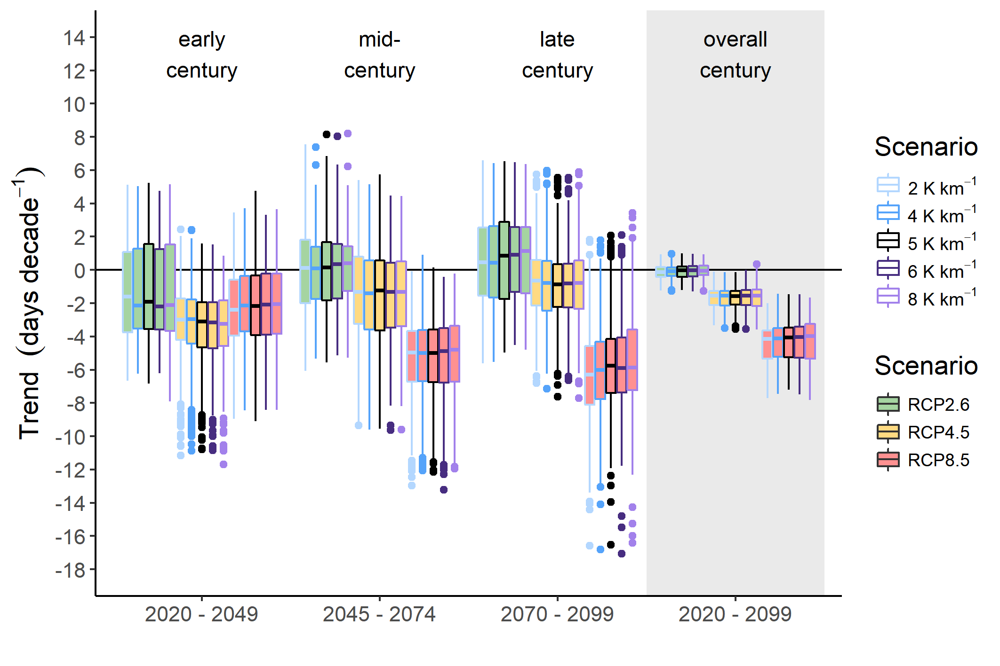 early mid- late overall
century century century century
14
12
10
8
6
4
2
0
-2
-4
-6
-8
-10
-12
-14
-16
-18
Trend (days decade⁻¹)
2020 - 2049 2045 - 2074 2070 - 2099 2020 - 2099
Scenario
2 K km⁻¹
4 K km⁻¹
5 K km⁻¹
6 K km⁻¹
8 K km⁻¹
Scenario
RCP2.6
RCP4.5
RCP8.5